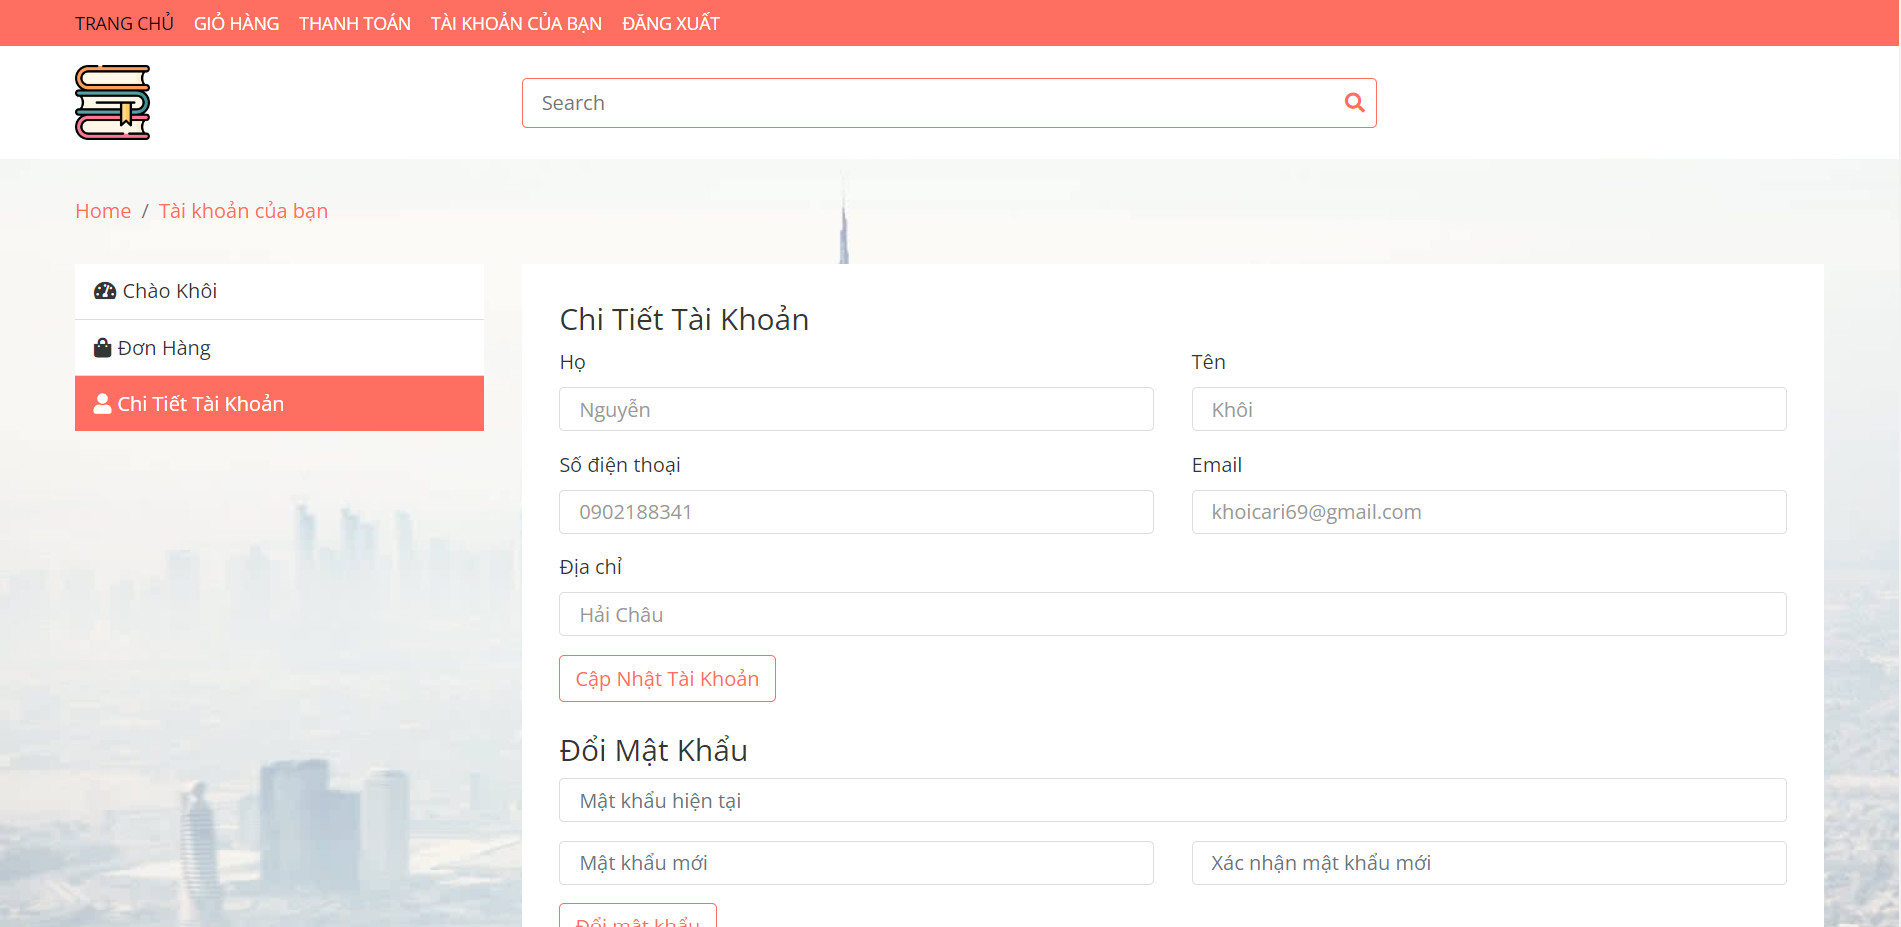 TRANG CHỦ GIỎ HÀNG THANH TOÁN TÀI KHOẢN CỦA BẠN ĐĂNG XUẤT
Search
Home / Tài khoản của bạn
Chào Khôi
Đơn Hàng
Chi Tiết Tài Khoản
Chi Tiết Tài Khoản
Họ Tên
Nguyễn Khôi
Số điện thoại Email
0902188341 khoicari69@gmail.com
Địa chỉ
Hải Châu
Cập Nhật Tài Khoản
Đổi Mật Khẩu
Mật khẩu hiện tại
Mật khẩu mới Xác nhận mật khẩu mới
Đổi mật khẩu